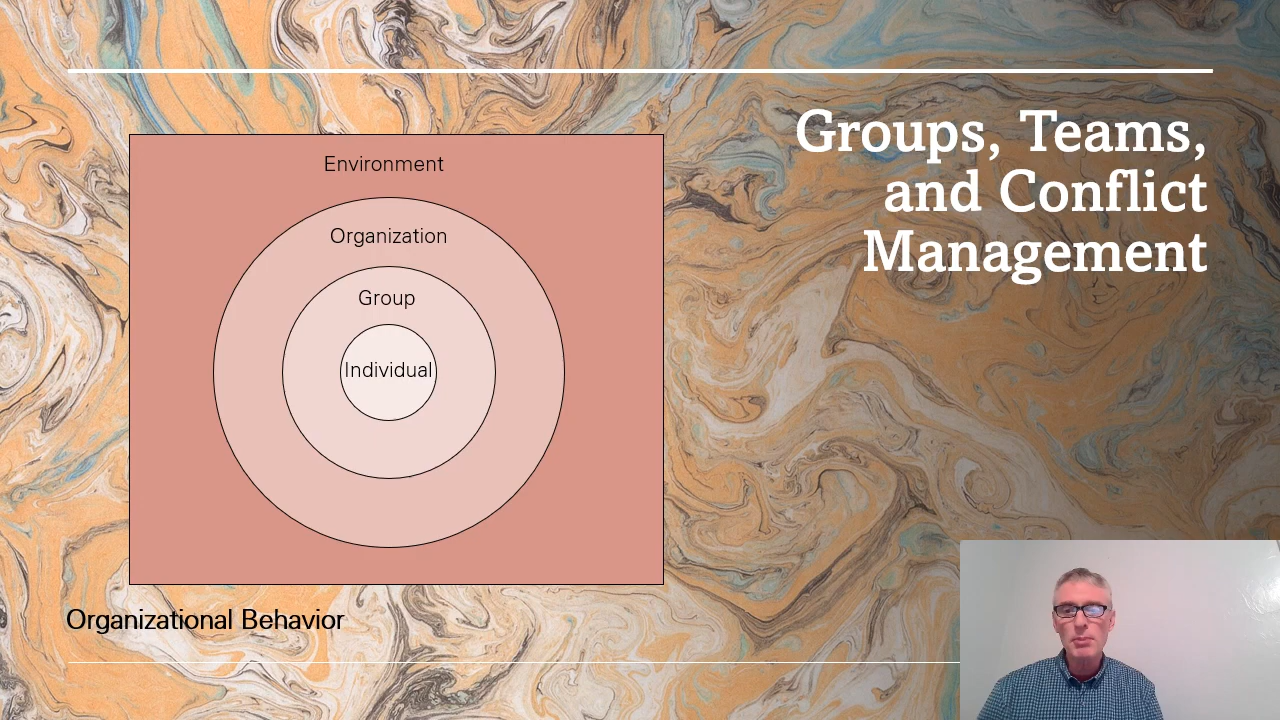 Groups, Teams,
and Conflict
Management
Environment
Organization
Group
Individual
Organizational Behavior